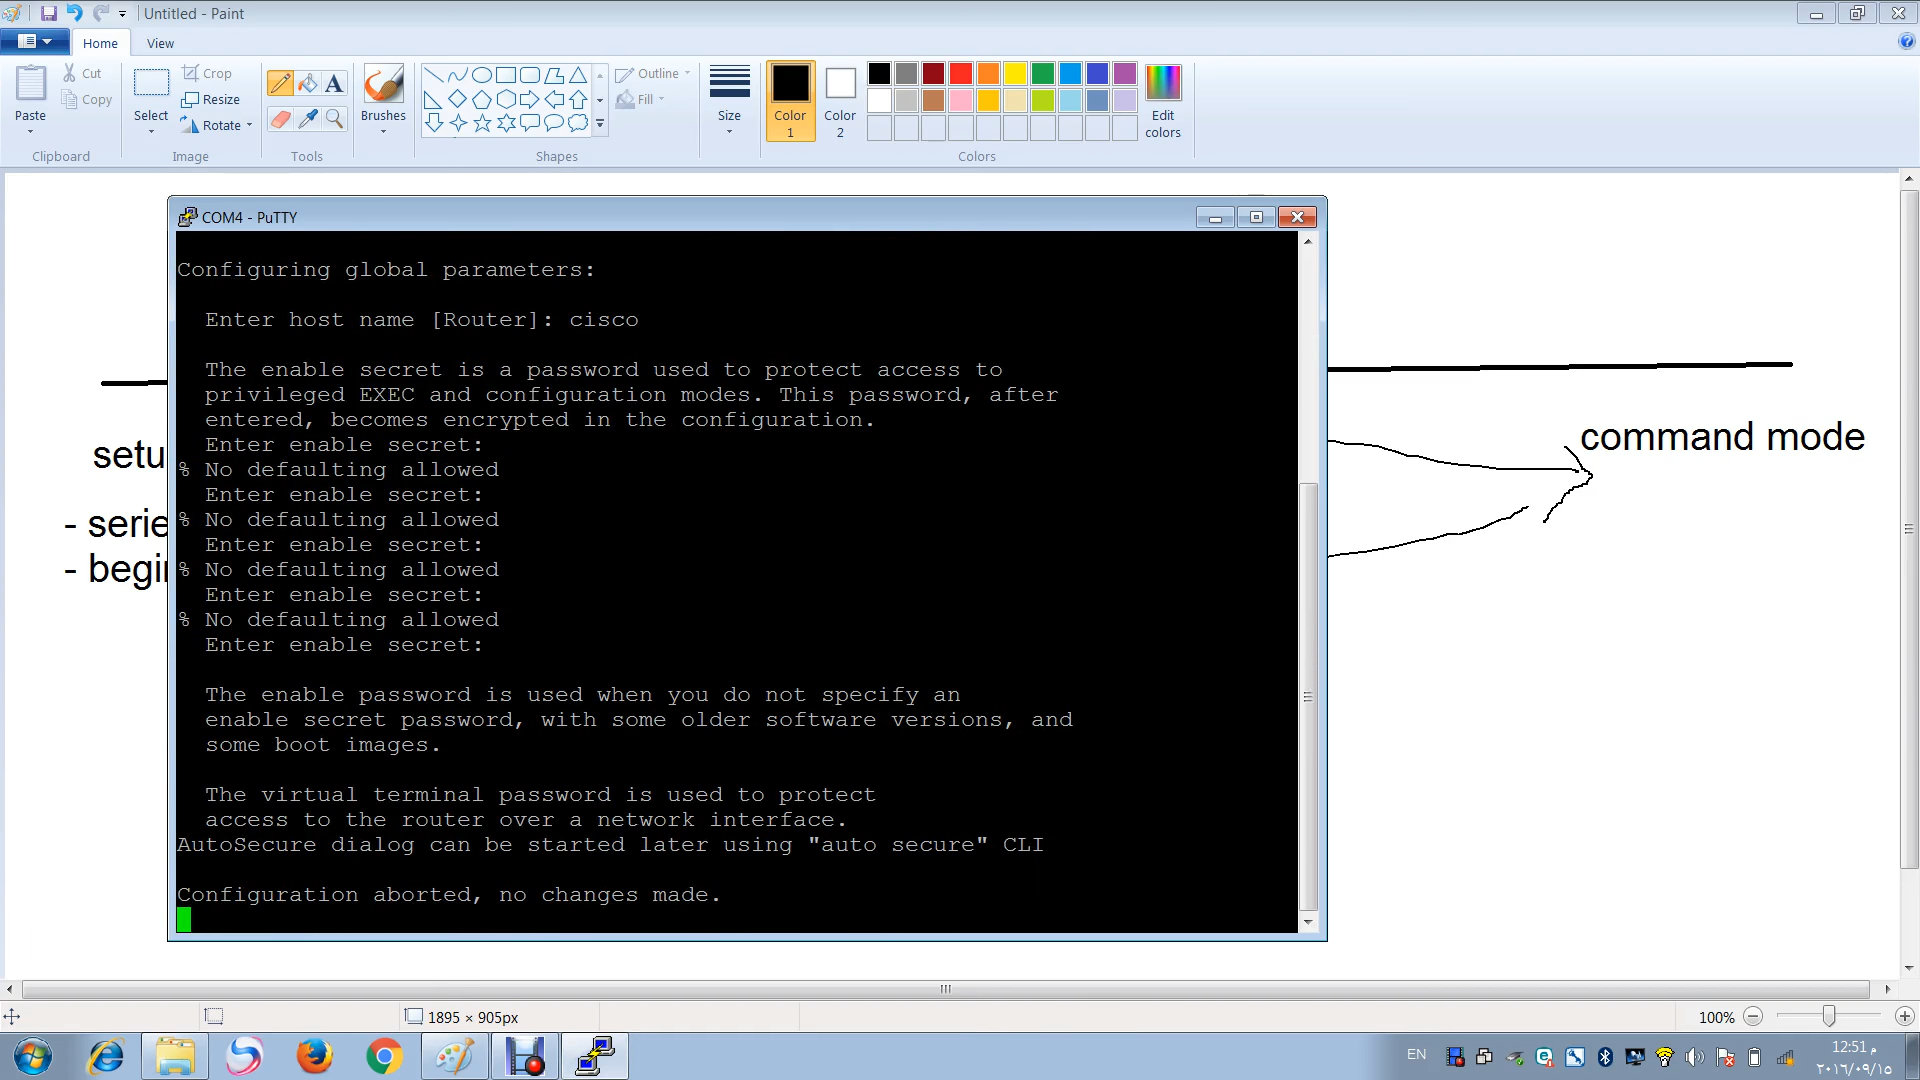 Untitled - Paint
Home
View
Paste
Cut
Copy
Clipboard
Select
Crop
Resize
Rotate
Image
Tools
Brushes
Outline
Fill
Shapes
Size
Color
1
Color
2
Edit
colors
Colors
COM4 - PuTTY
Configuring global parameters:
Enter host name [Router]: cisco
The enable secret is a password used to protect access to
privileged EXEC and configuration modes. This password, after
entered, becomes encrypted in the configuration.
Enter enable secret:
% No defaulting allowed
Enter enable secret:
% No defaulting allowed
Enter enable secret:
% No defaulting allowed
Enter enable secret:
% No defaulting allowed
Enter enable secret:
The enable password is used when you do not specify an
enable secret password, with some older software versions, and
some boot images.
The virtual terminal password is used to protect
access to the router over a network interface.
AutoSecure dialog can be started later using "auto secure" CLI
Configuration aborted, no changes made.
setu
- serie
- begin
command mode
1895 × 905px
100%
EN
12:51 م
٢٠١٦/٠٩/١٥